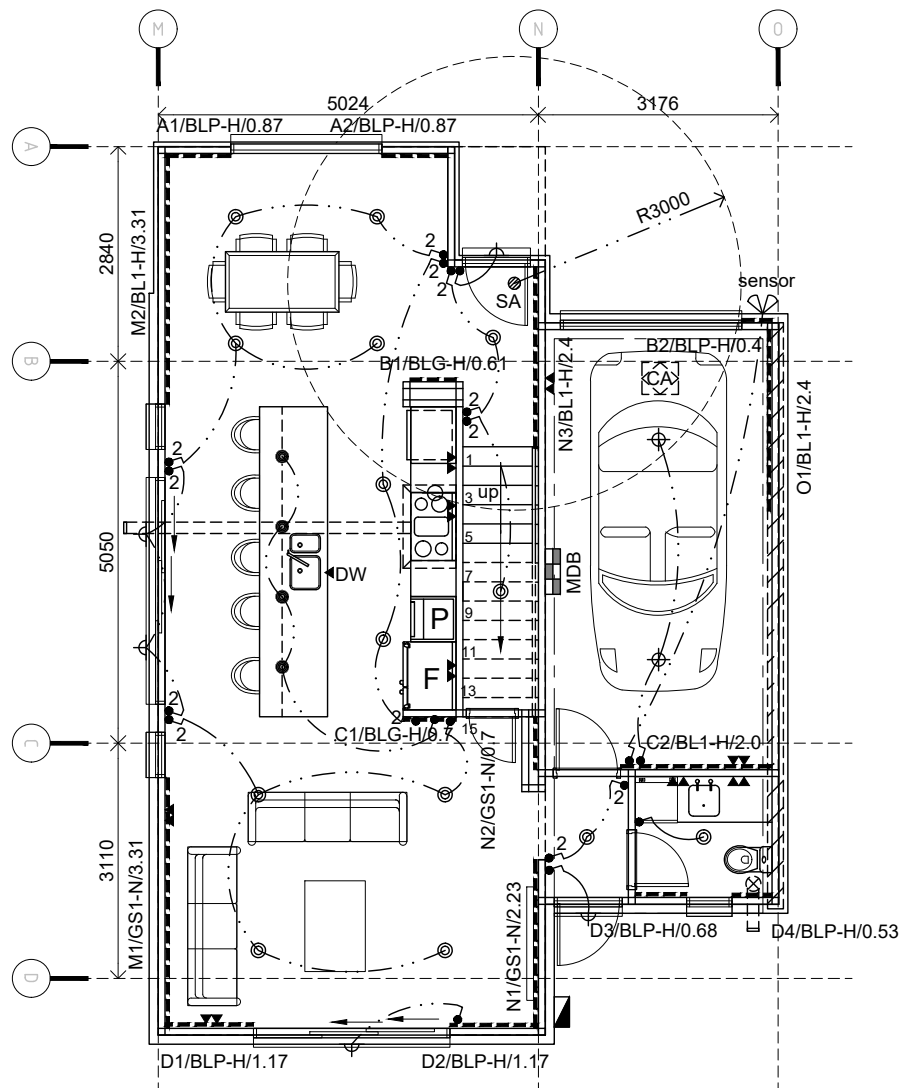 M
N
O
5024
3176
A1/BLP-H/0.87
A2/BLP-H/0.87
A
R3000
2840
M2/BL1-H/3.31
2
2
2
2
SA
sensor
B
B1/BLG-H/0.61
N3/BL1-H/2.4
B2/BLP-H/0.4
CA
O1/BL1-H/2.4
2
2
2
2
1
up
3
5
5050
DW
7
MDB
P
9
11
F
13
2
2
2
15
C1/BLG-H/0.7
N2/GS1-N/0.7
C
C2/BL1-H/2.0
2
2
3110
M1/GS1-N/3.31
N1/GS1-N/2.23
D3/BLP-H/0.68
D4/BLP-H/0.53
D
D1/BLP-H/1.17
D2/BLP-H/1.17